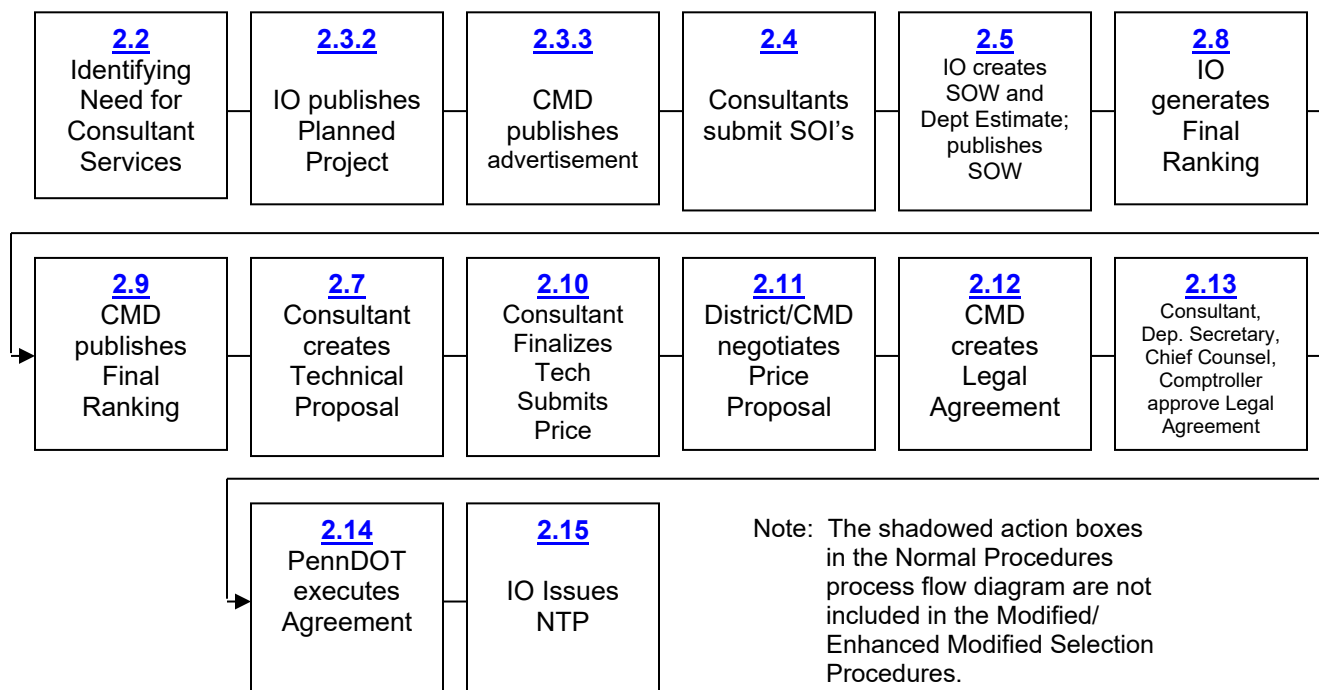 2.2
Identifying
Need for
Consultant
Services
2.3.2
IO publishes
Planned
Project
2.3.3
CMD
publishes
advertisement
2.4
Consultants
submit SOI's
2.5
IO creates
SOW and
Dept Estimate;
publishes
SOW
2.8
IO
generates
Final
Ranking
2.9
CMD
publishes
Final
Ranking
2.7
Consultant
creates
Technical
Proposal
2.10
Consultant
Finalizes
Tech
Submits
Price
2.11
District/CMD
negotiates
Price
Proposal
2.12
CMD
creates
Legal
Agreement
2.13
Consultant,
Dep. Secretary,
Chief Counsel,
Comptroller
approve Legal
Agreement
2.14
PennDOT
executes
Agreement
2.15
IO Issues
NTP
Note: The shadowed action boxes
in the Normal Procedures
process flow diagram are not
included in the Modified/
Enhanced Modified Selection
Procedures.